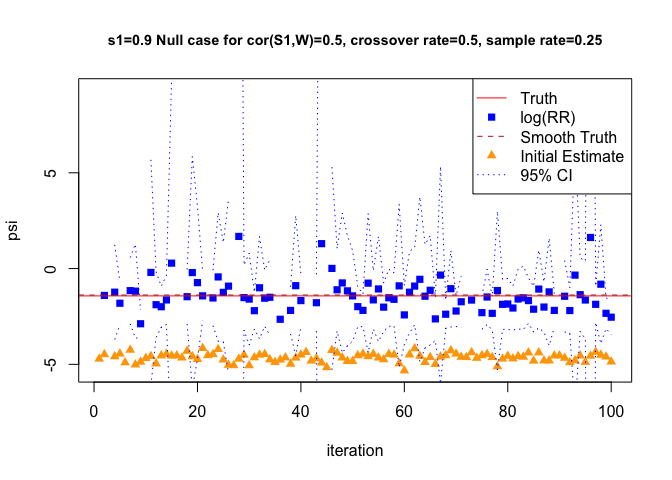 s1=0.9 Null case for cor(S1,W)=0.5, crossover rate=0.5, sample rate=0.25
Truth
log(RR)
Smooth Truth
Initial Estimate
95% CI
psi
5
0
-5
0 20 40 60 80 100
iteration